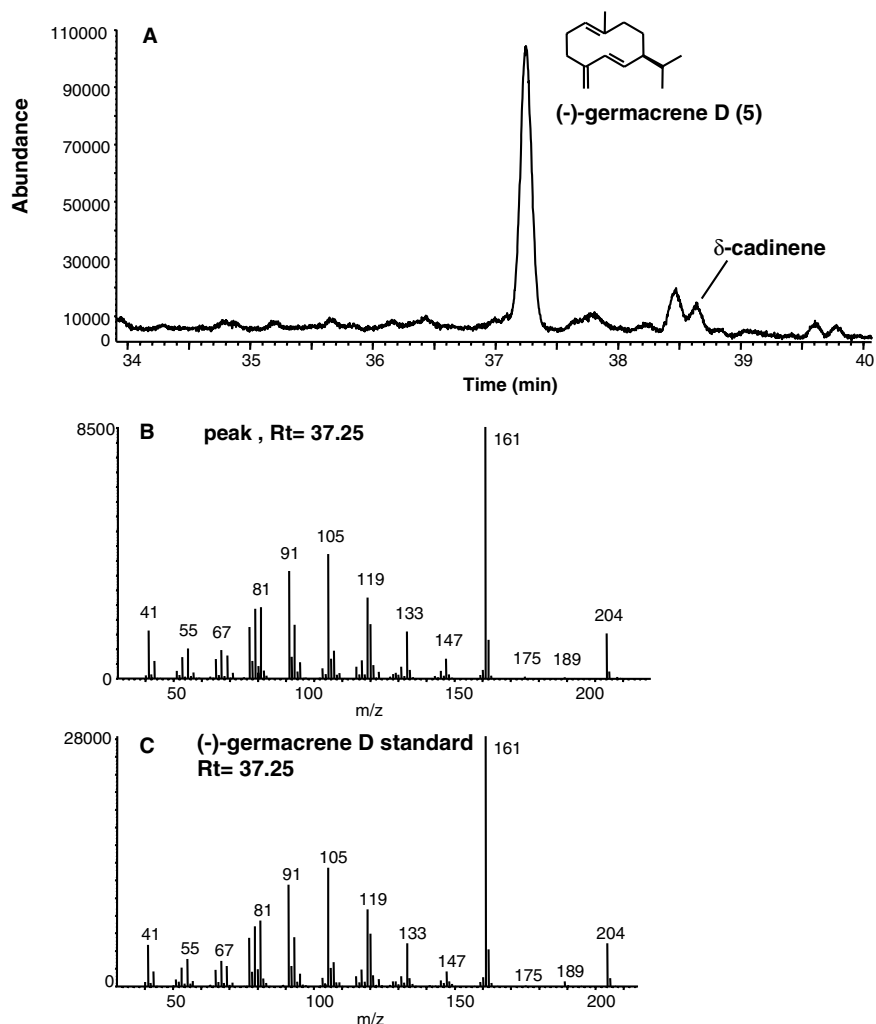 A
110000
90000
70000
50000
30000
10000
0
Abundance
(-)-germacrene D (5)
δ-cadinene
34 35 36 37 38 39 40
Time (min)
B peak , Rt= 37.25
8500
0
41 55 67 81 91 105 119 133 147 161 175 189 204
50 100 150 200
m/z
C (-)-germacrene D standard
Rt= 37.25
28000
0
41 55 67 81 91 105 119 133 147 161 175 189 204
50 100 150 200
m/z